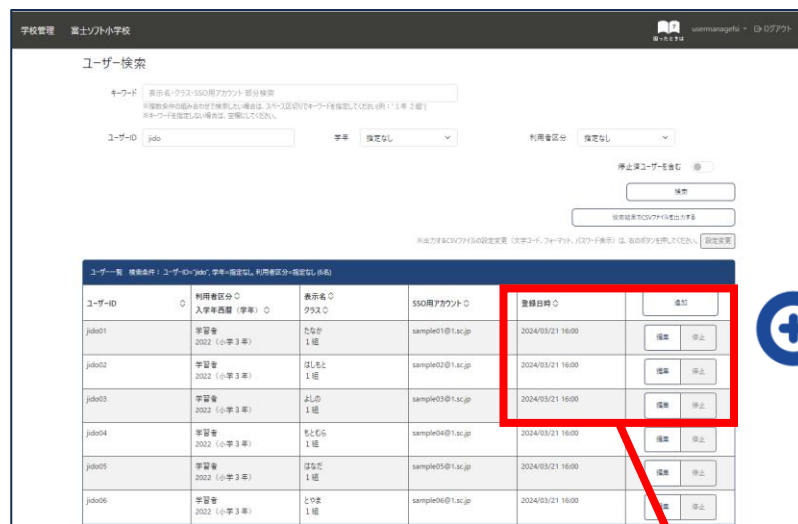 学校管理 富士ソフト小学校 困ったときは usermanagefsi ログアウト
ユーザー検索
キーワード 表示名・クラス・SSO用アカウント 部分検索
※複数条件の組み合わせで検索したい場合は、スペース区切りでキーワードを指定してください(例：'１年 ２組')
※キーワードを指定しない場合は、空欄にしてください。
ユーザーID jido 学年 指定なし 利用者区分 指定なし
停止済ユーザーを含む
検索
検索結果でCSVファイルを出力する
※出力するCSVファイルの設定変更（文字コード、フォーマット、パスワード表示）は、右のボタンを押してください。 設定変更
ユーザー一覧 検索条件： ユーザーID="jido", 学年=指定なし, 利用者区分=指定なし (6名)
ユーザーID 利用者区分 表示名 SSO用アカウント 登録日時 追加
入学年西暦（学年） クラス
jido01 学習者 たなか sample01@1.sc.jp 2024/03/21 16:00 編集 停止
2022（小学３年） １組
jido02 学習者 はしもと sample02@1.sc.jp 2024/03/21 16:00 編集 停止
2022（小学３年） １組
jido03 学習者 よしの sample03@1.sc.jp 2024/03/21 16:00 編集 停止
2022（小学３年） １組
jido04 学習者 もとむら sample04@1.sc.jp 2024/03/21 16:00 編集 停止
2022（小学３年） １組
jido05 学習者 はなだ sample05@1.sc.jp 2024/03/21 16:00 編集 停止
2022（小学３年） １組
jido06 学習者 とやま sample06@1.sc.jp 2024/03/21 16:00 編集 停止
2022（小学３年） １組